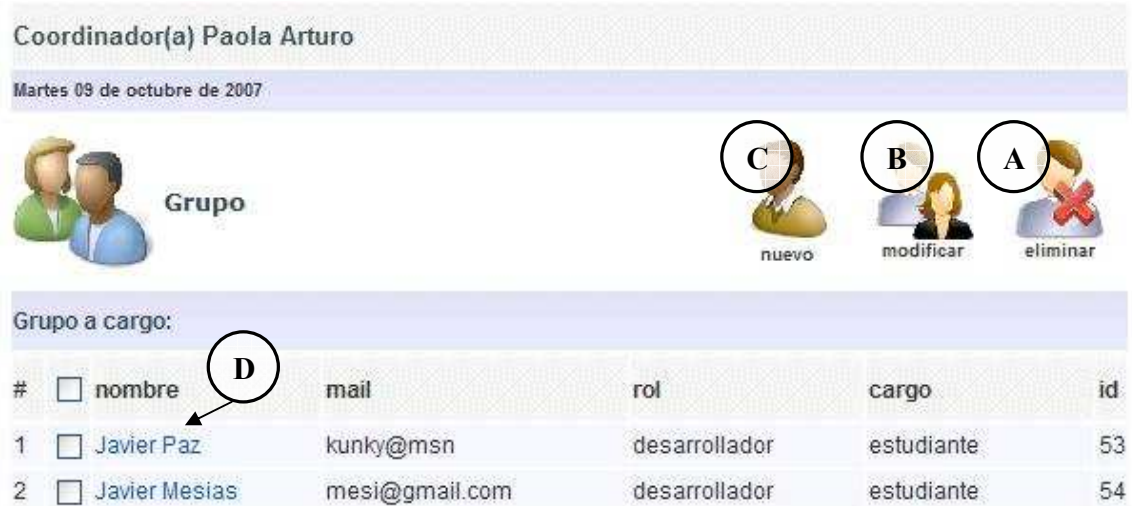 Coordinador(a) Paola Arturo
Martes 09 de octubre de 2007
C B A
Grupo
nuevo modificar eliminar
Grupo a cargo:
D
# nombre mail rol cargo id
1 Javier Paz kunky@msn desarrollador estudiante 53
2 Javier Mesias mesi@gmail.com desarrollador estudiante 54